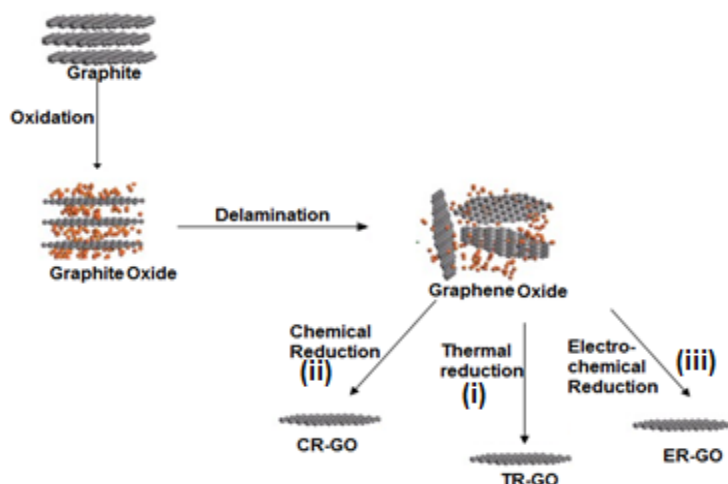 Graphite
Oxidation
Delamination
Graphite Oxide
Graphene Oxide
Chemical
Reduction
(ii)
Thermal
reduction
(i)
Electro-
chemical
Reduction
(iii)
CR-GO
TR-GO
ER-GO